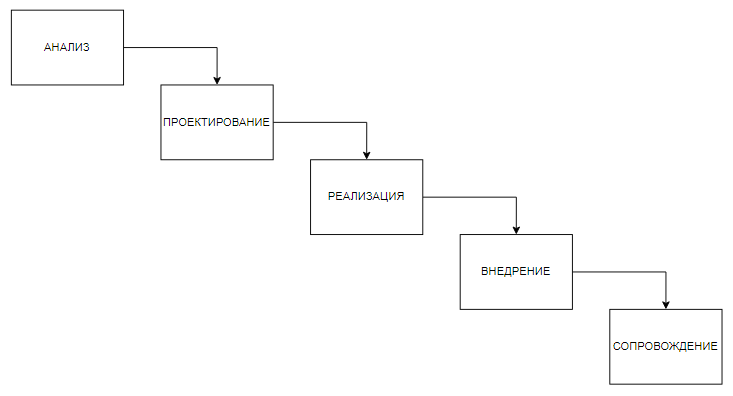 АНАЛИЗ
ПРОЕКТИРОВАНИЕ
РЕАЛИЗАЦИЯ
ВНЕДРЕНИЕ
СОПРОВОЖДЕНИЕ